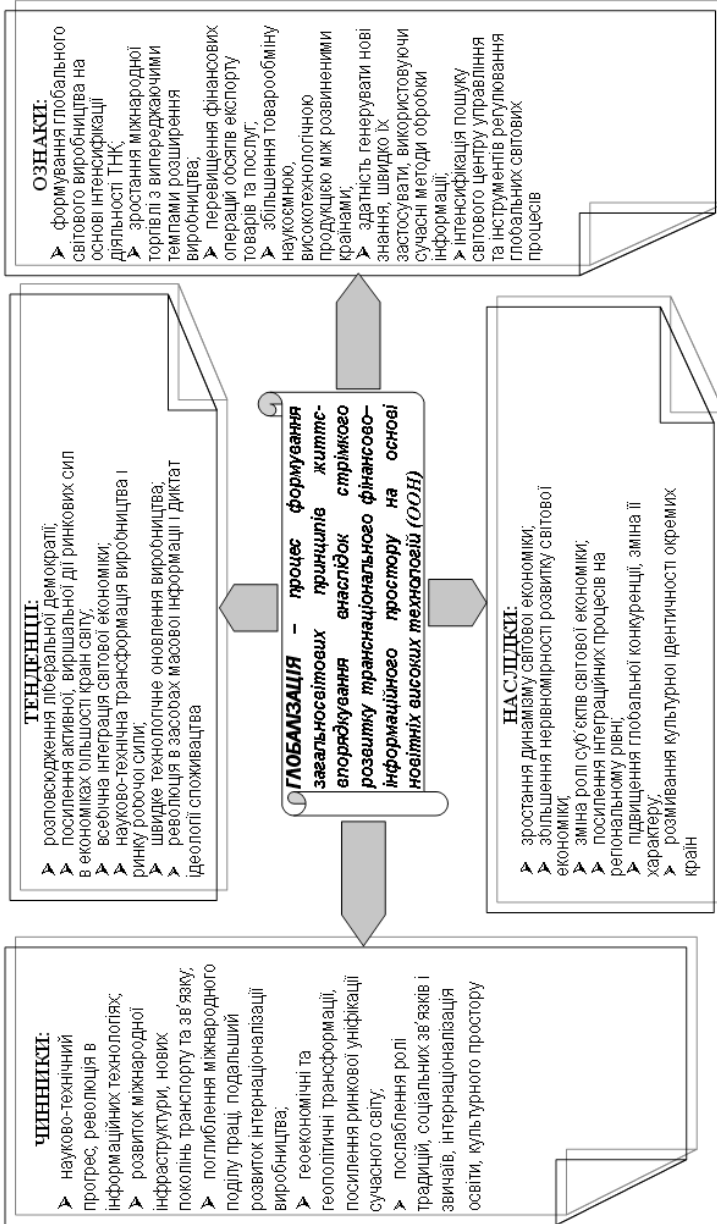 ЧИННИКИ:
➢ науково-технічний
прогрес, революція в
інформаційних технологіях;
➢ розвиток міжнародної
інфраструктури, нових
поколінь транспорту та зв’язку;
➢ поглиблення міжнародного
поділу праці, подальший
розвиток інтернаціоналізації
виробництва;
➢ геоекономічні та
геополітичні трансформації,
посилення ринкової уніфікації
сучасного світу;
➢ послаблення ролі
традицій, соціальних зв’язків і
звичаїв, інтернаціоналізація
освіти, культурного простору
ТЕНДЕНЦІЇ:
➢ розповсюдження ліберальної демократії;
➢ посилення активної, вирішальної дії ринкових сил
в економіках більшості країн світу;
➢ всебічна інтеграція світової економіки;
➢ науково-технічна трансформація виробництва і
ринку робочої сили;
➢ швидке технологічне оновлення виробництва;
➢ революція в засобах масової інформації і диктат
ідеології споживацтва
ГЛОБАЛІЗАЦІЯ – процес формування
загальносвітових принципів життє-
впорядкування внаслідок стрімкого
розвитку транснаціонального фінансово–
інформаційного простору на основі
новітніх високих технологій (ООН)
НАСЛІДКИ:
➢ зростання динамізму світової економіки;
➢ збільшення нерівномірності розвитку світової
економіки;
➢ зміна ролі суб’єктів світової економіки;
➢ посилення інтеграційних процесів на
регіональному рівні;
➢ підвищення глобальної конкуренції, зміна її
характеру;
➢ розмивання культурної ідентичності окремих
країн
ОЗНАКИ:
➢ формування глобального
світового виробництва на
основі інтенсифікації
діяльності ТНК;
➢ зростання міжнародної
торгівлі з випереджаючими
темпами розширення
виробництва;
➢ перевищення фінансових
операцій обсягів експорту
товарів та послуг;
➢ збільшення товарообміну
наукоємною,
високотехнологічною
продукцією між розвиненими
країнами;
➢ здатність генерувати нові
знання, швидко їх
застосувати, використовуючи
сучасні методи обробки
інформації;
➢ інтенсифікація пошуку
світового центру управління
та інструментів регулювання
глобальних світових
процесів